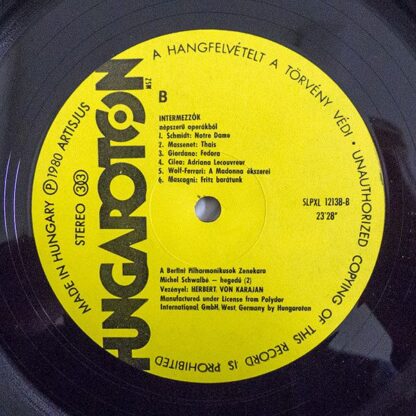 A HANGFELVÉTELT A TÖRVÉNY VÉDI · UNAUTHORIZED COPYING OF THIS RECORD IS PROHIBITED
MADE IN HUNGARY Ⓟ 1980 ARTISJUS
STEREO 33
HUNGAROTON
MSZ
B
INTERMEZZÓK
népszerű operákból
1. Schmidt: Notre Dame
2. Massenet: Thais
3. Giordano: Fedora
4. Cilea: Adriana Lecouvreur
5. Wolf-Ferrari: A Madonna ékszerei
6. Mascagni: Fritz barátunk
SLPXL 12138-B
23'28"
A Berlini Philharmonikusok Zenekara
Michel Schwalbé — hegedű (2)
Vezényel: HERBERT VON KARAJAN
Manufactured under License from Polydor
International GmbH, West Germany by Hungaroton